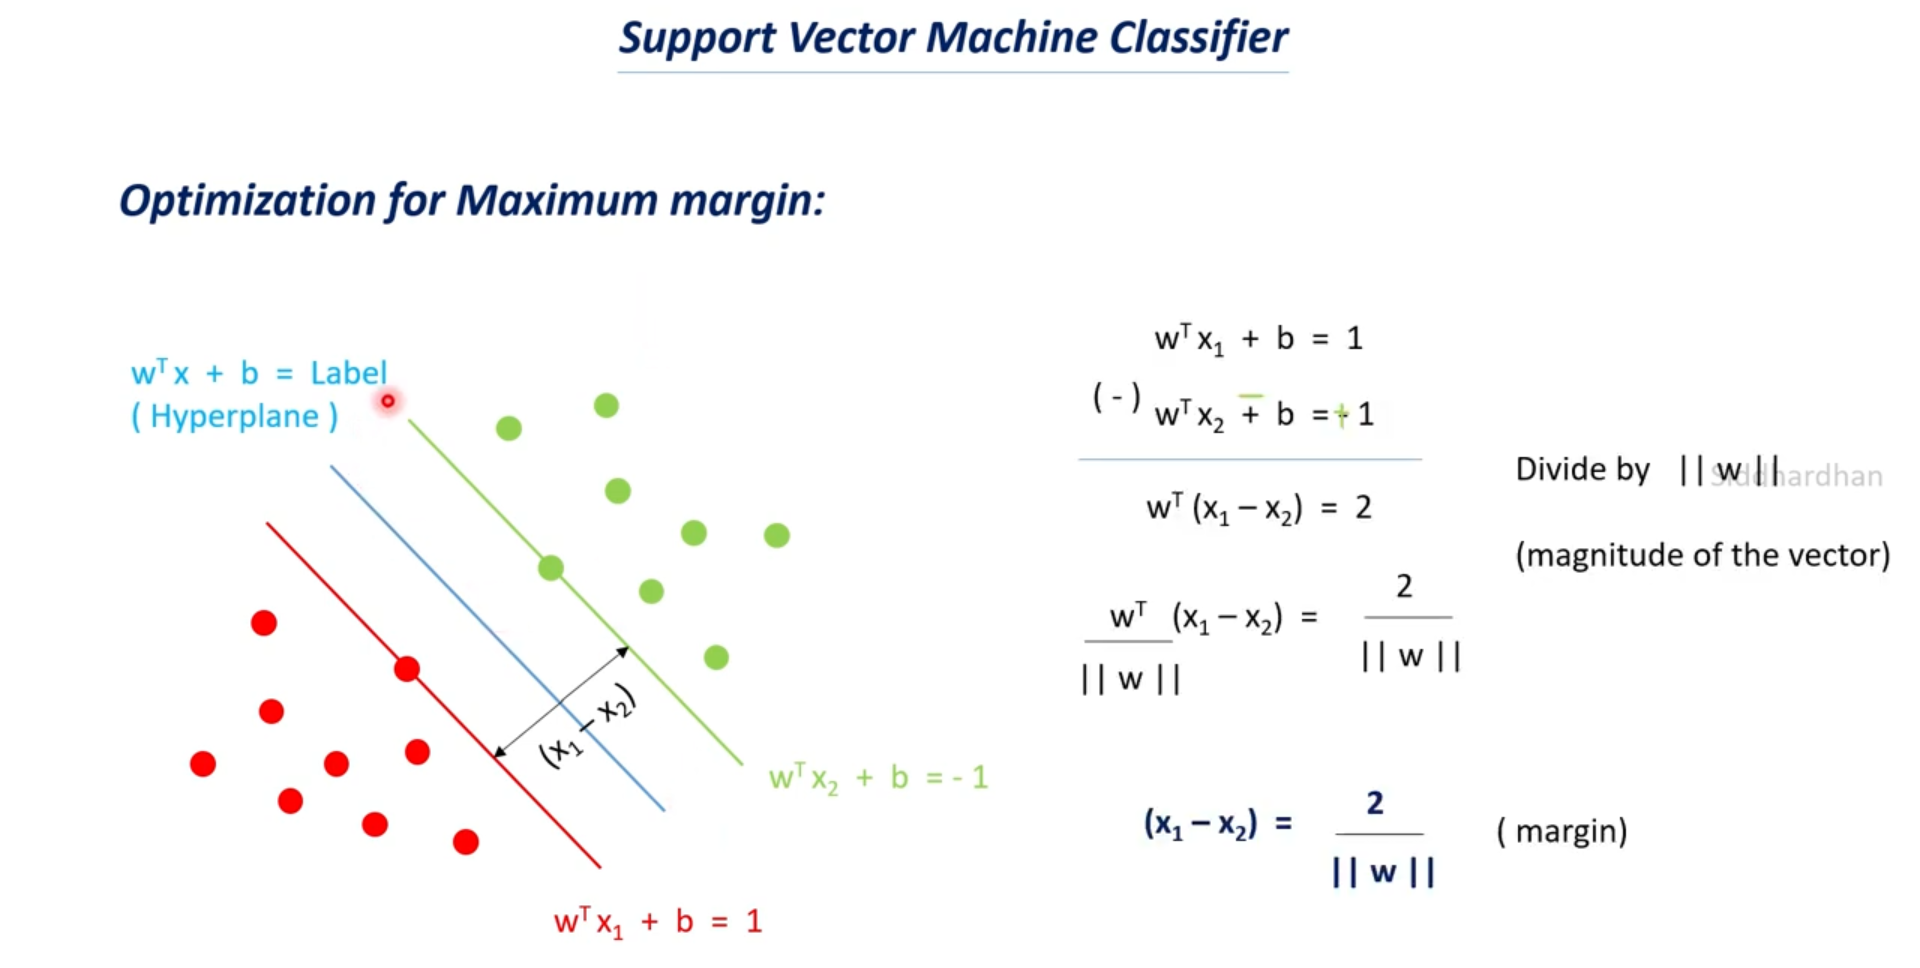 Support Vector Machine Classifier
Optimization for Maximum margin:
wᵀx + b = Label
( Hyperplane )
(x₁ – x₂)
wᵀx₂ + b = - 1
wᵀx₁ + b = 1
wᵀx₁ + b = 1
( - ) wᵀx₂ + b = - 1
wᵀ (x₁ – x₂) = 2
wᵀ (x₁ – x₂) = 2
|| w || || w ||
Divide by || w ||
Siddhardhan
(magnitude of the vector)
(x₁ – x₂) = 2 ( margin)
|| w ||